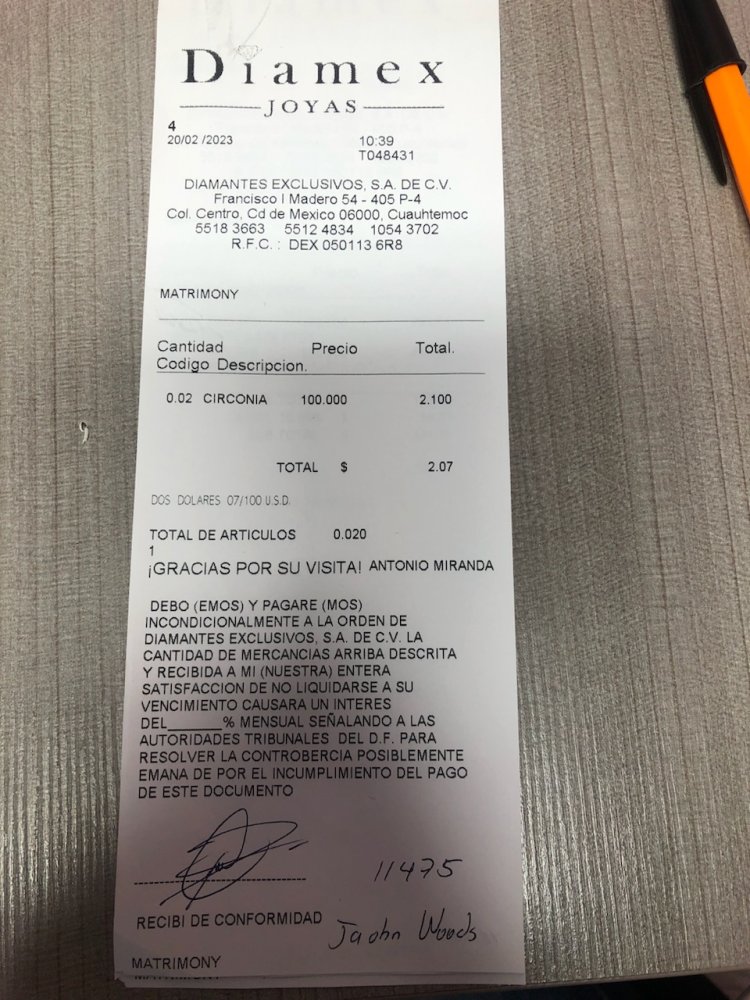 Diamex
JOYAS
4
20/02 /2023 10:39
T048431
DIAMANTES EXCLUSIVOS, S.A. DE C.V.
Francisco I Madero 54 - 405 P-4
Col. Centro, Cd de Mexico 06000, Cuauhtemoc
5518 3663 5512 4834 1054 3702
R.F.C. : DEX 050113 6R8
MATRIMONY
Cantidad Precio Total.
Codigo Descripcion.
0.02 CIRCONIA 100.000 2.100
TOTAL $ 2.07
DOS DOLARES 07/100 U.S.D.
TOTAL DE ARTICULOS 0.020
1
¡GRACIAS POR SU VISITA! ANTONIO MIRANDA
DEBO (EMOS) Y PAGARE (MOS)
INCONDICIONALMENTE A LA ORDEN DE
DIAMANTES EXCLUSIVOS, S.A. DE C.V. LA
CANTIDAD DE MERCANCIAS ARRIBA DESCRITA
Y RECIBIDA A MI (NUESTRA) ENTERA
SATISFACCION DE NO LIQUIDARSE A SU
VENCIMIENTO CAUSARA UN INTERES
DEL______% MENSUAL SEÑALANDO A LAS
AUTORIDADES TRIBUNALES DEL D.F. PARA
RESOLVER LA CONTROBERCIA POSIBLEMENTE
EMANA DE POR EL INCUMPLIMIENTO DEL PAGO
DE ESTE DOCUMENTO
11475
RECIBI DE CONFORMIDAD
Jaohn Woods
MATRIMONY